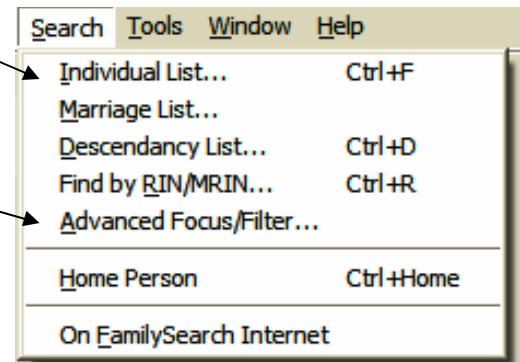 Search Tools Window Help
Individual List... Ctrl+F
Marriage List...
Descendancy List... Ctrl+D
Find by RIN/MRIN... Ctrl+R
Advanced Focus/Filter...
Home Person Ctrl+Home
On FamilySearch Internet